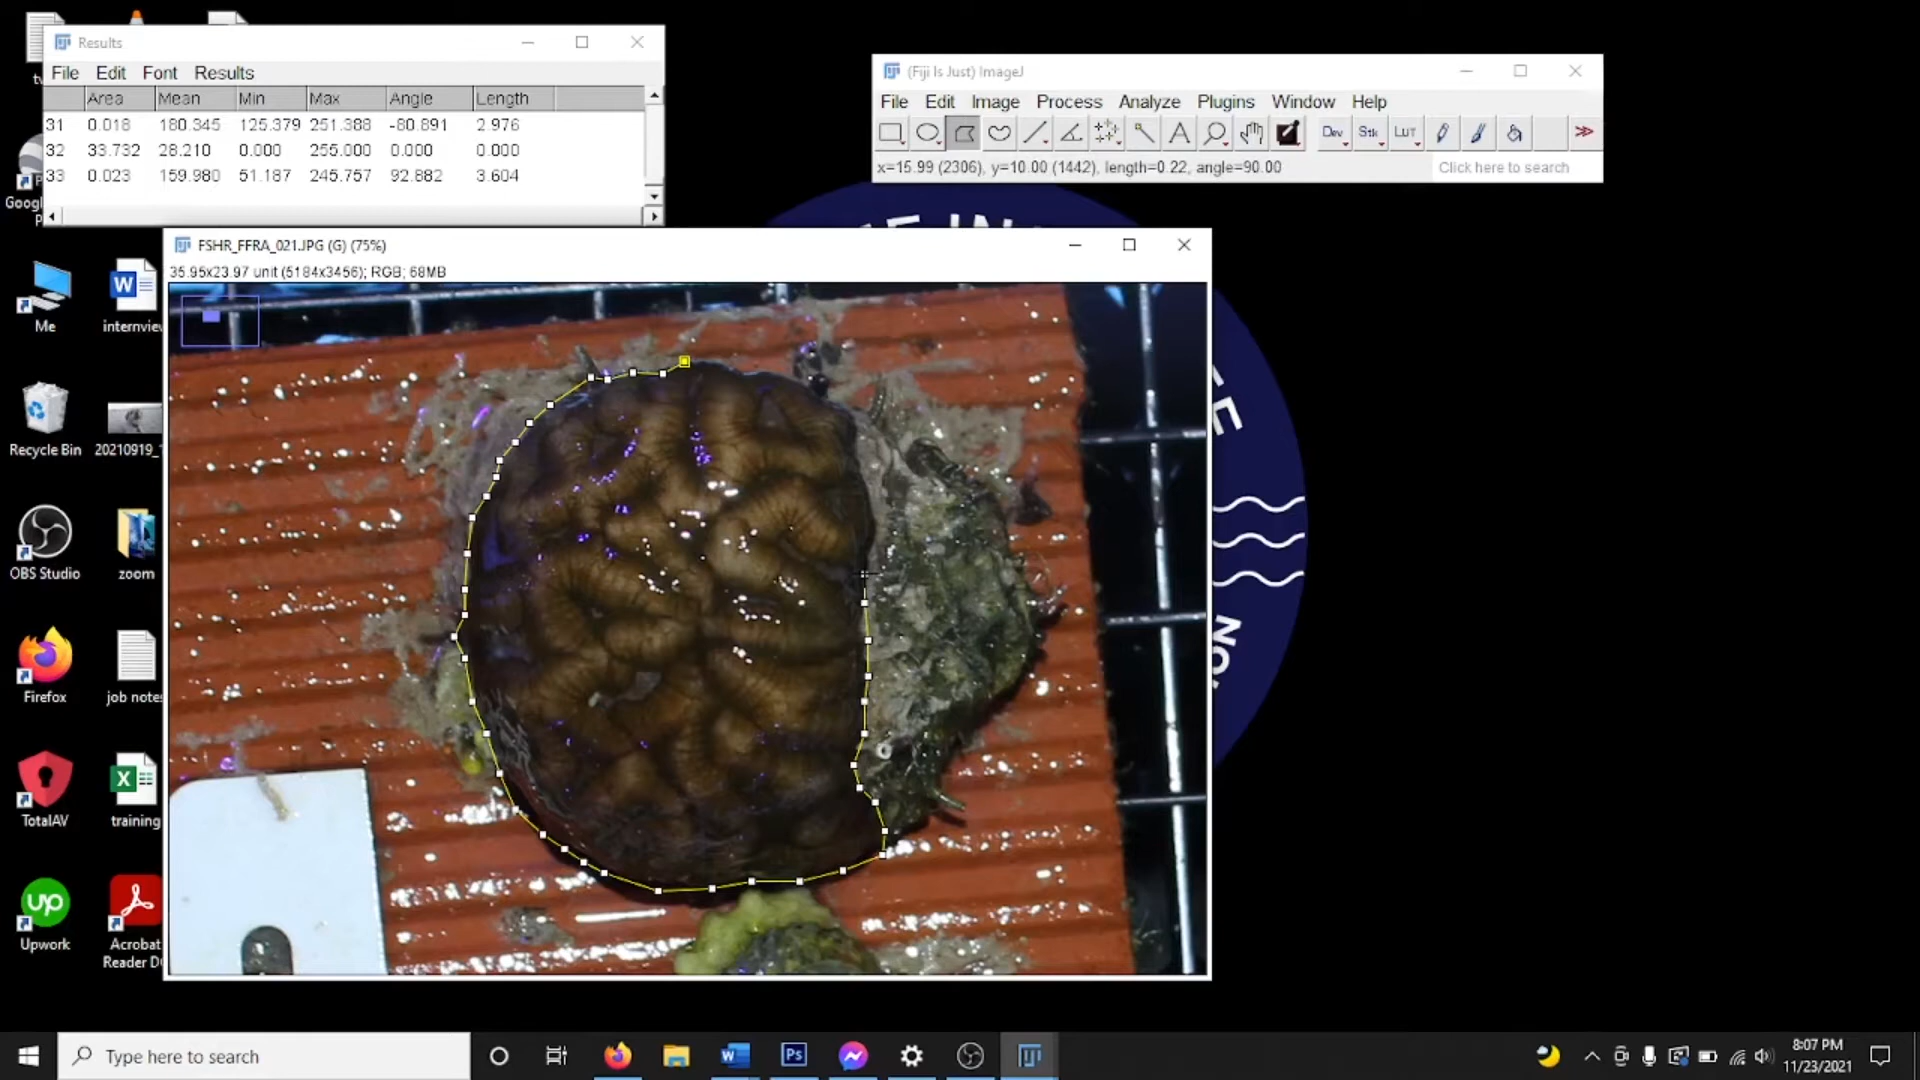 Results
File Edit Font Results
Area Mean Min Max Angle Length
31 0.018 180.345 125.379 251.388 -80.891 2.976
32 33.732 28.210 0.000 255.000 0.000 0.000
33 0.023 159.980 51.187 245.757 92.882 3.604
(Fiji Is Just) ImageJ
File Edit Image Process Analyze Plugins Window Help
Dev Stk LUT
x=15.99 (2306), y=10.00 (1442), length=0.22, angle=90.00
Click here to search
FSHR_FFRA_021.JPG (G) (75%)
35.95x23.97 unit (5184x3456); RGB; 68MB
Me
Recycle Bin
20210919_1
OBS Studio
zoom
Firefox
job note
TotalAV
training
Upwork
Acrobat
Reader D
Type here to search
Ps
8:07 PM
11/23/2021